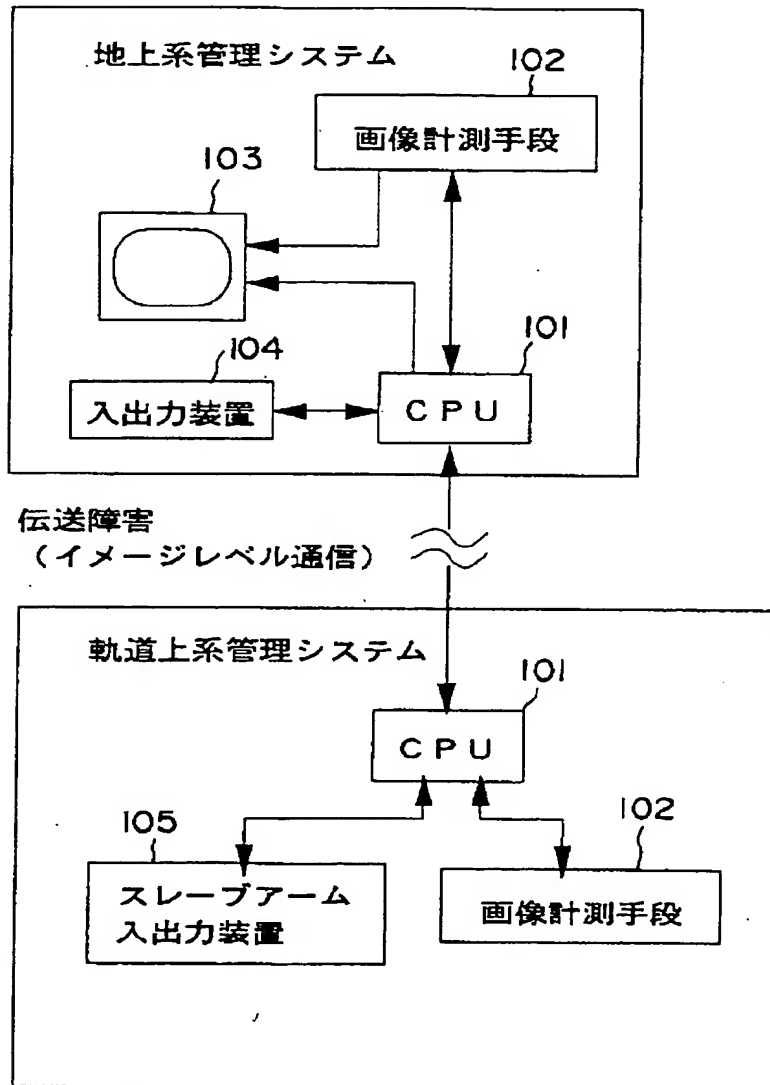 地上系管理システム
102
画像計測手段
103
101
104
入出力装置
CPU
伝送障害
(イメージレベル通信)
軌道上系管理システム
101
CPU
105
102
スレーブアーム
入出力装置
画像計測手段